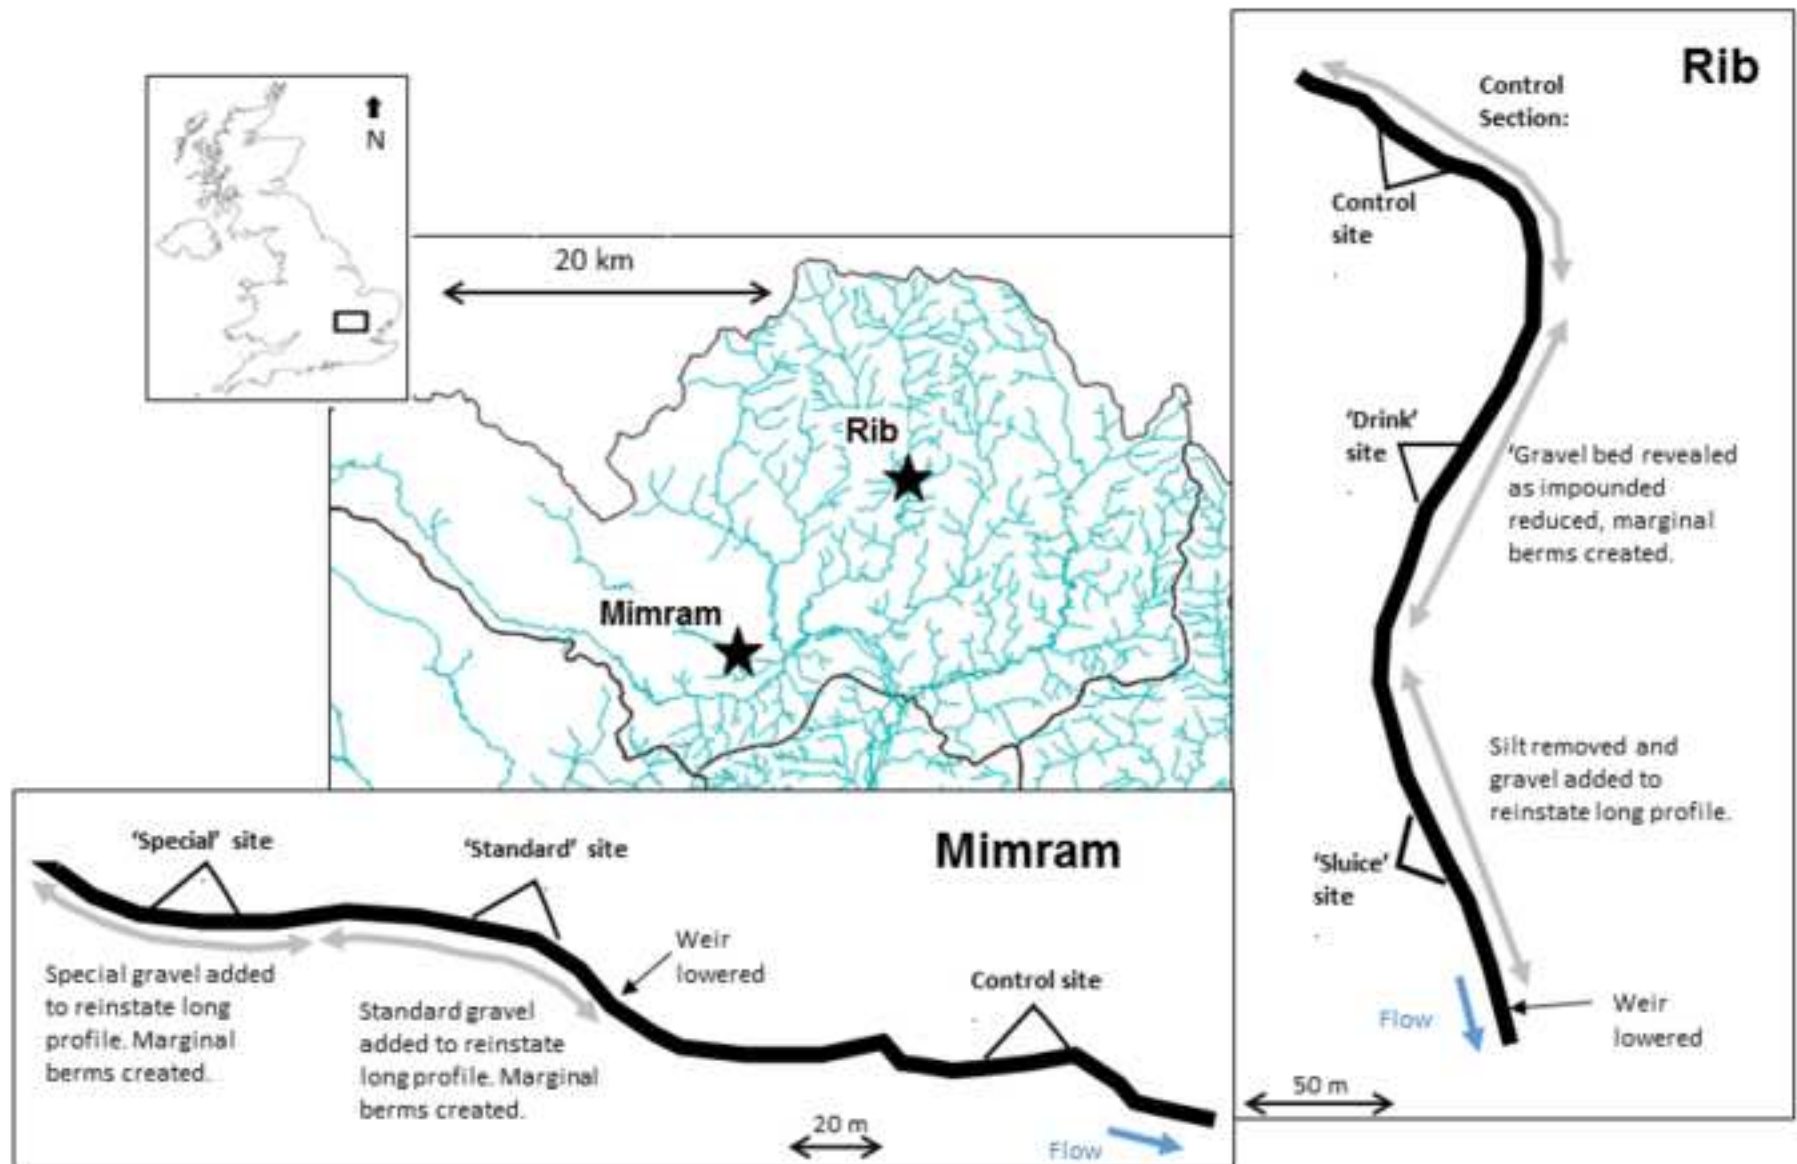 N
20 km
Rib
Mimram
Rib
Control
Section:
Control
site
'Drink'
site
'Gravel bed revealed
as impounded
reduced, marginal
berms created.
Silt removed and
gravel added to
reinstate long profile.
'Sluice'
site
Flow
Weir
lowered
50 m
Mimram
'Special' site
'Standard' site
Weir
lowered
Control site
Special gravel added
to reinstate long
profile. Marginal
berms created.
Standard gravel
added to reinstate
long profile. Marginal
berms created.
20 m
Flow